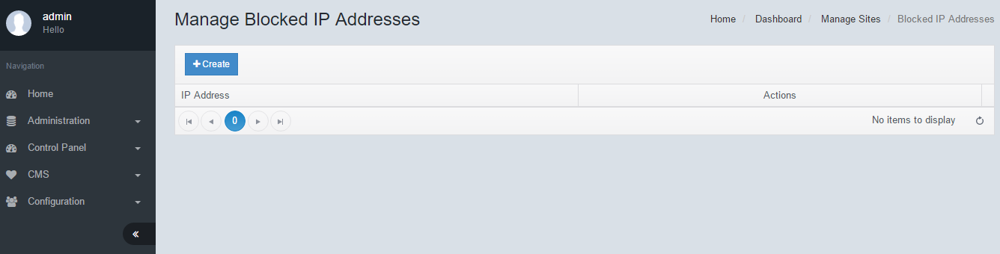 admin
Hello
Navigation
Home
Administration
Control Panel
CMS
Configuration
Manage Blocked IP Addresses
Home / Dashboard / Manage Sites / Blocked IP Addresses
Create
IP Address Actions
0 No items to display